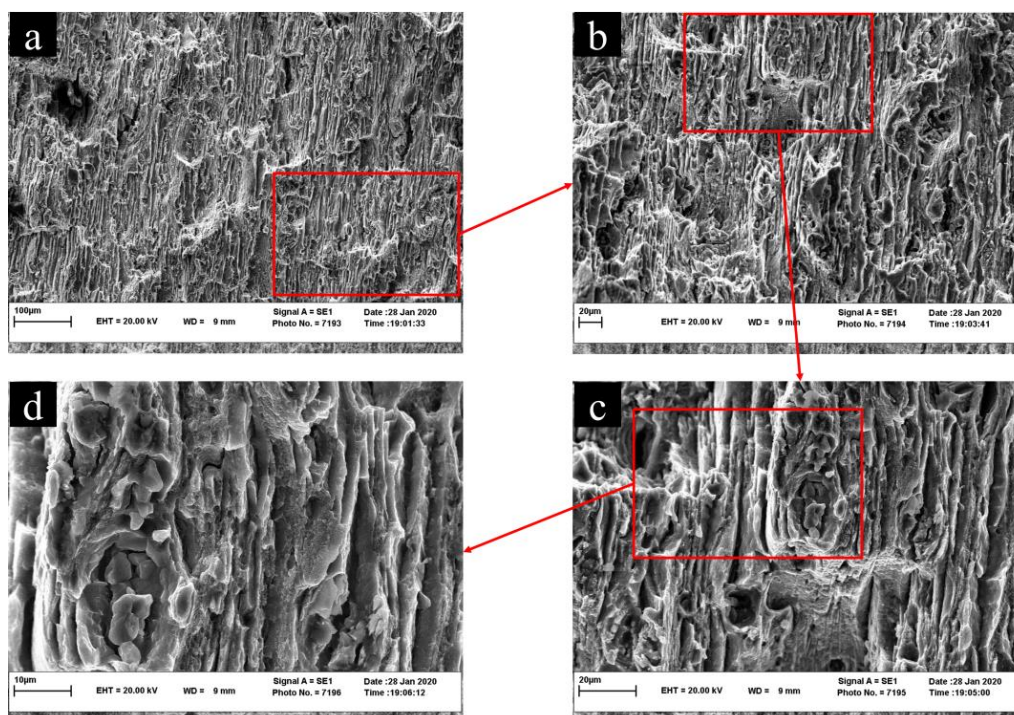 a
100µm
EHT = 20.00 kV WD = 9 mm
Signal A = SE1 Date :28 Jan 2020
Photo No. = 7193 Time :19:01:33
b
20µm
EHT = 20.00 kV WD = 9 mm
Signal A = SE1 Date :28 Jan 2020
Photo No. = 7194 Time :19:03:41
d
10µm
EHT = 20.00 kV WD = 9 mm
Signal A = SE1 Date :28 Jan 2020
Photo No. = 7196 Time :19:06:12
c
20µm
EHT = 20.00 kV WD = 9 mm
Signal A = SE1 Date :28 Jan 2020
Photo No. = 7195 Time :19:05:00